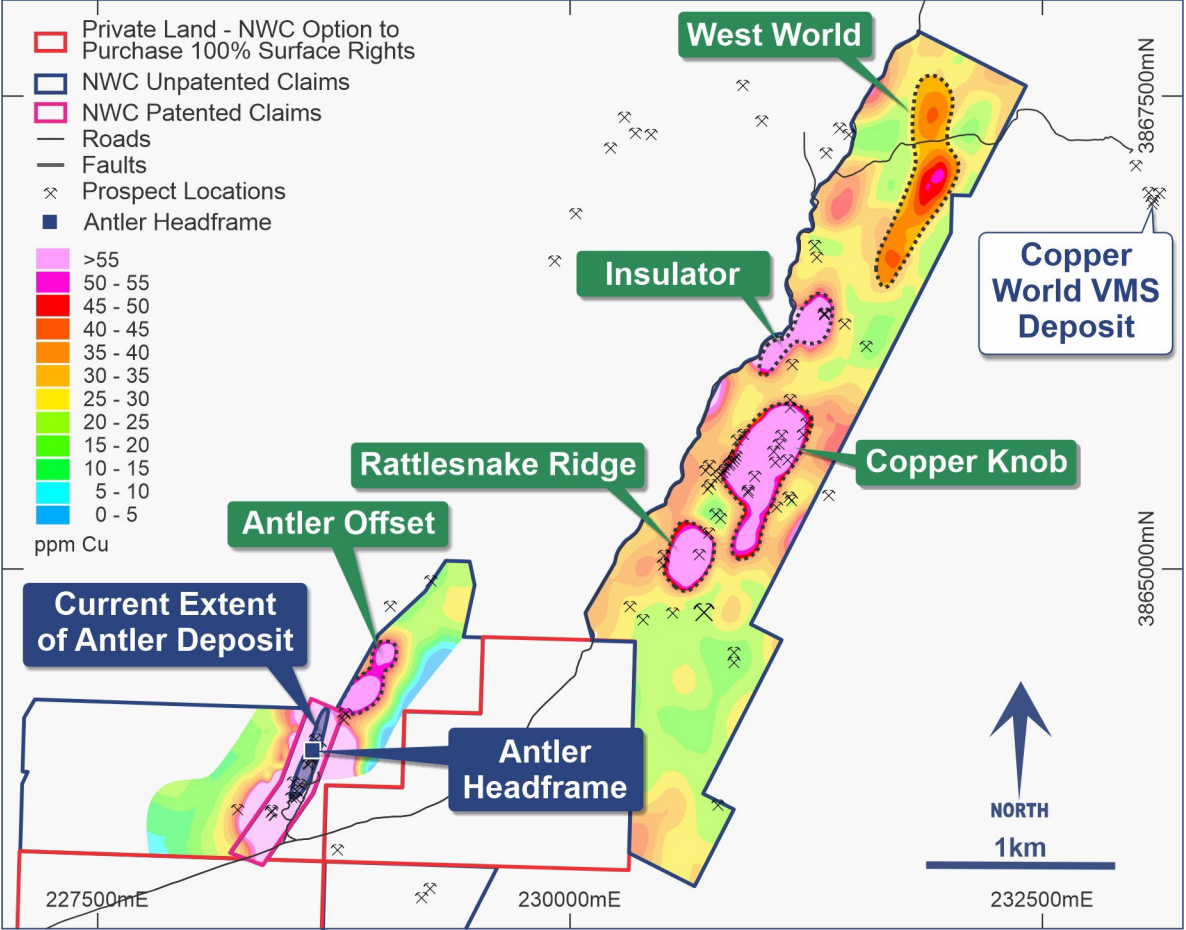 Private Land - NWC Option to
Purchase 100% Surface Rights
NWC Unpatented Claims
NWC Patented Claims
Roads
Faults
Prospect Locations
Antler Headframe
>55
50 - 55
45 - 50
40 - 45
35 - 40
30 - 35
25 - 30
20 - 25
15 - 20
10 - 15
5 - 10
0 - 5
ppm Cu
West World
3867500mN
Copper
World VMS
Deposit
Insulator
Rattlesnake Ridge
Copper Knob
Antler Offset
3865000mN
Current Extent
of Antler Deposit
Antler
Headframe
NORTH
1km
227500mE
230000mE
232500mE